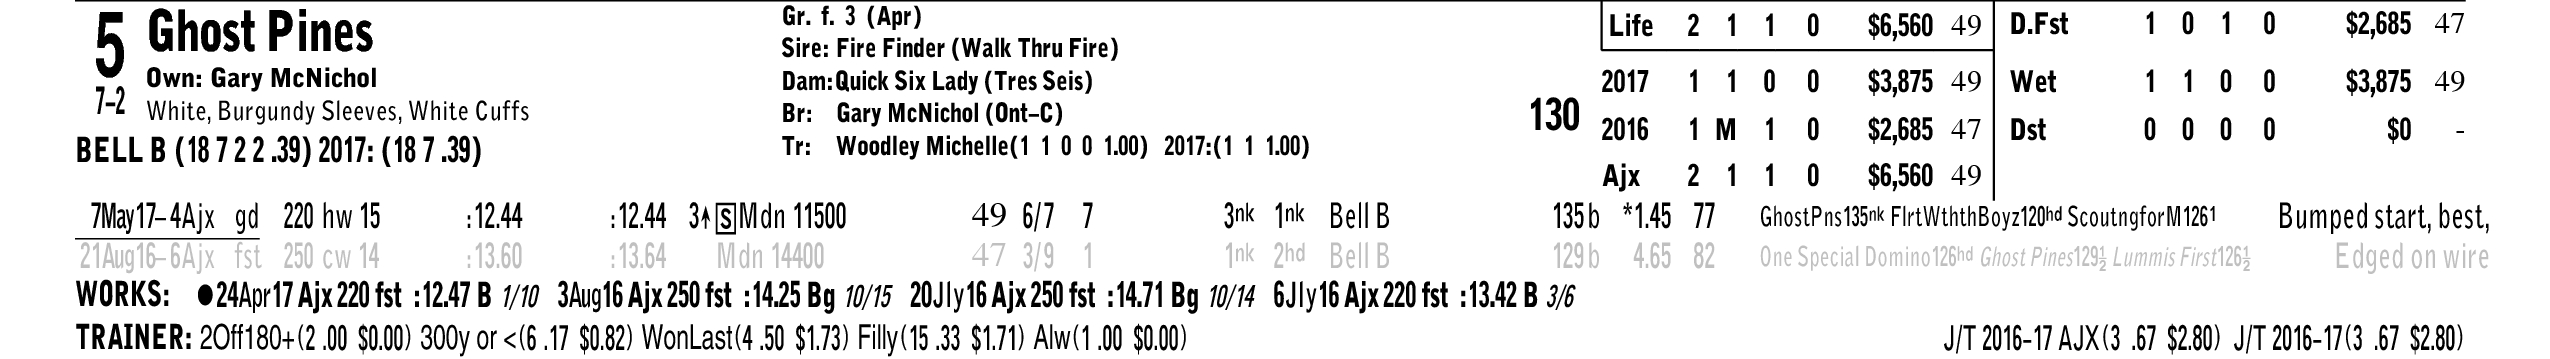 5 Ghost Pines
Own: Gary McNichol
7–2 White, Burgundy Sleeves, White Cuffs
BELL B (18 7 2 2 .39) 2017: (18 7 .39)
Gr. f. 3 (Apr)
Sire: Fire Finder (Walk Thru Fire)
Dam:Quick Six Lady (Tres Seis)
Br: Gary McNichol (Ont–C)
Tr: Woodley Michelle(1 1 0 0 1.00) 2017:(1 1 1.00)
130
Life 2 1 1 0 $6,560 49
2017 1 1 0 0 $3,875 49
2016 1 M 1 0 $2,685 47
Ajx 2 1 1 0 $6,560 49
D.Fst 1 0 1 0 $2,685 47
Wet 1 1 0 0 $3,875 49
Dst 0 0 0 0 $0 -
7May17–4Ajx gd 220 hw 15 :12.44 :12.44 3↑ S Mdn 11500 49 6/7 7 3nk 1nk Bell B 135b *1.45 77 GhostPns135nk FlrtWththBoyz120hd ScoutngforM1261 Bumped start, best,
21Aug16–6Ajx fst 250 cw 14 :13.60 :13.64 Mdn 14400 47 3/9 1 1nk 2hd Bell B 129b 4.65 82 One Special Domino126hd Ghost Pines129½ Lummis First126½ Edged on wire
WORKS: ●24Apr17 Ajx 220 fst :12.47 B 1/10 3Aug16 Ajx 250 fst :14.25 Bg 10/15 20Jly16 Ajx 250 fst :14.71 Bg 10/14 6Jly16 Ajx 220 fst :13.42 B 3/6
TRAINER: 2Off180+(2 .00 $0.00) 300y or <(6 .17 $0.82) WonLast(4 .50 $1.73) Filly(15 .33 $1.71) Alw(1 .00 $0.00) J/T 2016-17 AJX(3 .67 $2.80) J/T 2016-17(3 .67 $2.80)